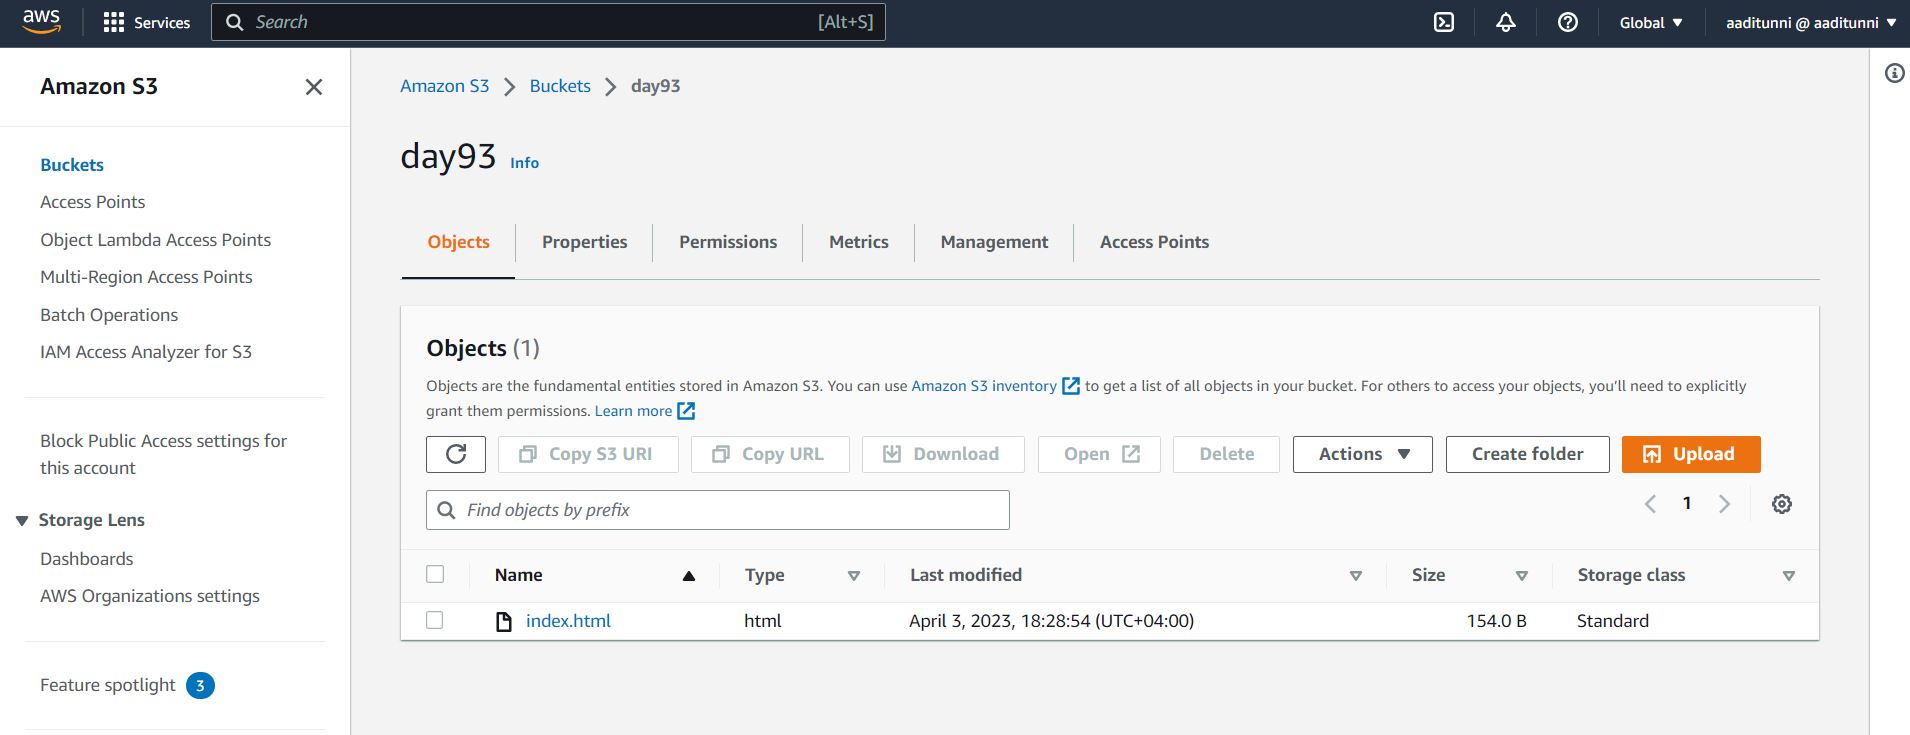 aws
Services
Search [Alt+S]
Global
aaditunni @ aaditunni
Amazon S3
Buckets
Access Points
Object Lambda Access Points
Multi-Region Access Points
Batch Operations
IAM Access Analyzer for S3
Block Public Access settings for
this account
Storage Lens
Dashboards
AWS Organizations settings
Feature spotlight 3
Amazon S3 Buckets day93
day93 Info
Objects Properties Permissions Metrics Management Access Points
Objects (1)
Objects are the fundamental entities stored in Amazon S3. You can use Amazon S3 inventory to get a list of all objects in your bucket. For others to access your objects, you'll need to explicitly
grant them permissions. Learn more
Copy S3 URI Copy URL Download Open Delete Actions Create folder Upload
Find objects by prefix
1
Name Type Last modified Size Storage class
index.html html April 3, 2023, 18:28:54 (UTC+04:00) 154.0 B Standard